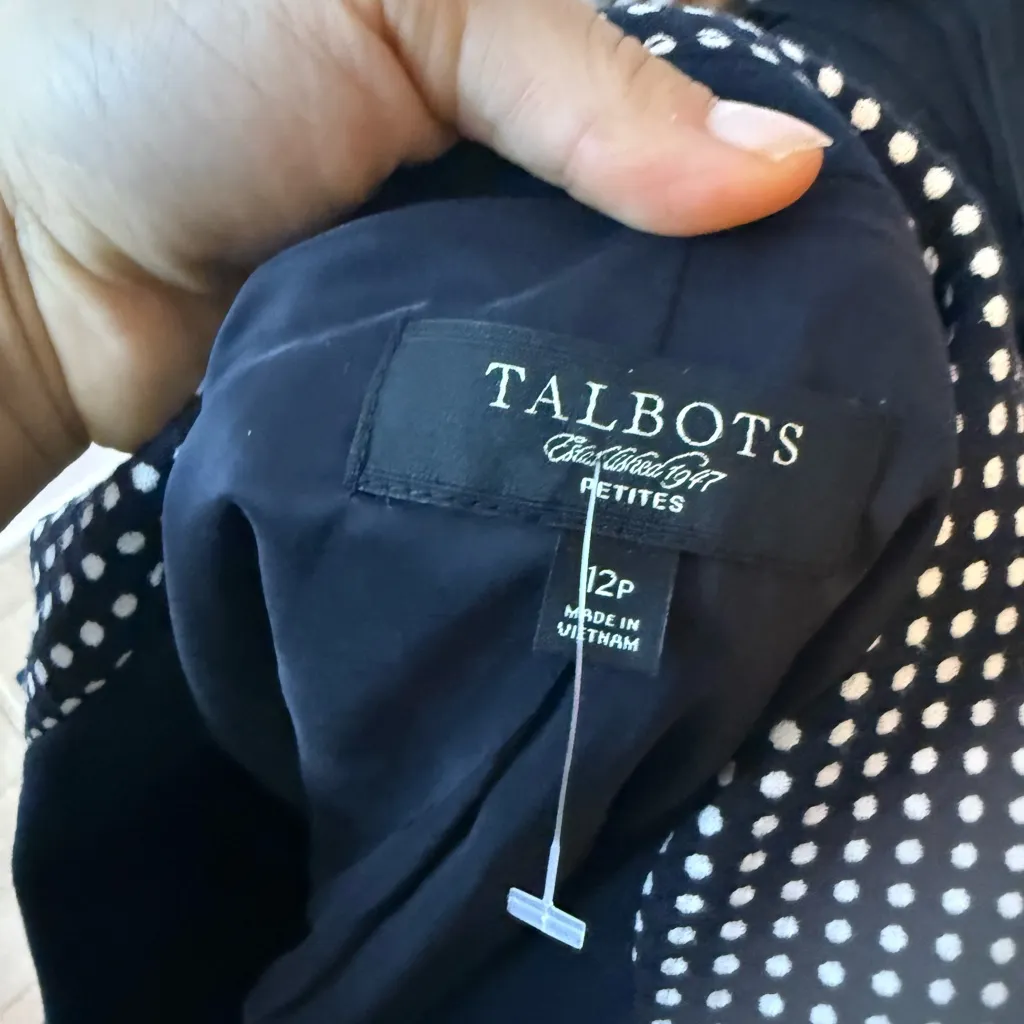 TALBOTS
Established 1947
PETITES
12P
MADE IN
VIETNAM